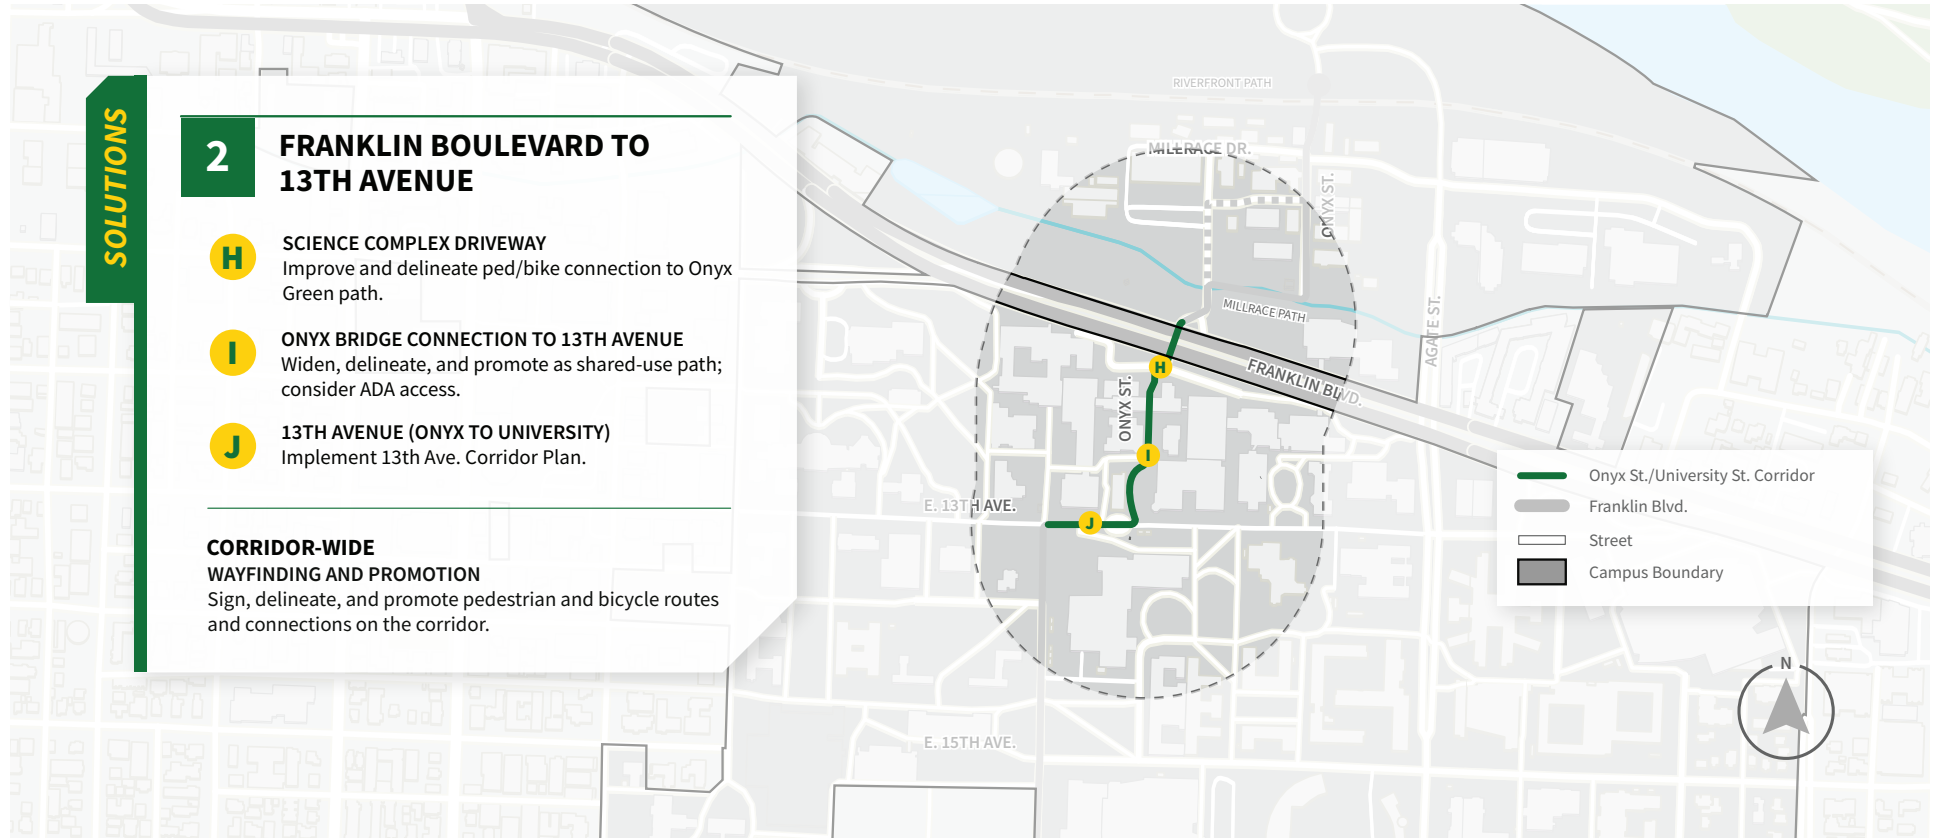 SOLUTIONS
2
FRANKLIN BOULEVARD TO
13TH AVENUE
H
SCIENCE COMPLEX DRIVEWAY
Improve and delineate ped/bike connection to Onyx
Green path.
I
ONYX BRIDGE CONNECTION TO 13TH AVENUE
Widen, delineate, and promote as shared-use path;
consider ADA access.
J
13TH AVENUE (ONYX TO UNIVERSITY)
Implement 13th Ave. Corridor Plan.
CORRIDOR-WIDE
WAYFINDING AND PROMOTION
Sign, delineate, and promote pedestrian and bicycle routes
and connections on the corridor.
RIVERFRONT PATH
MILLRACE DR.
ONYX ST.
MILLRACE PATH
AGATE ST.
FRANKLIN BLVD.
H
ONYX ST.
I
E. 13TH AVE.
J
E. 15TH AVE.
Onyx St./University St. Corridor
Franklin Blvd.
Street
Campus Boundary
N